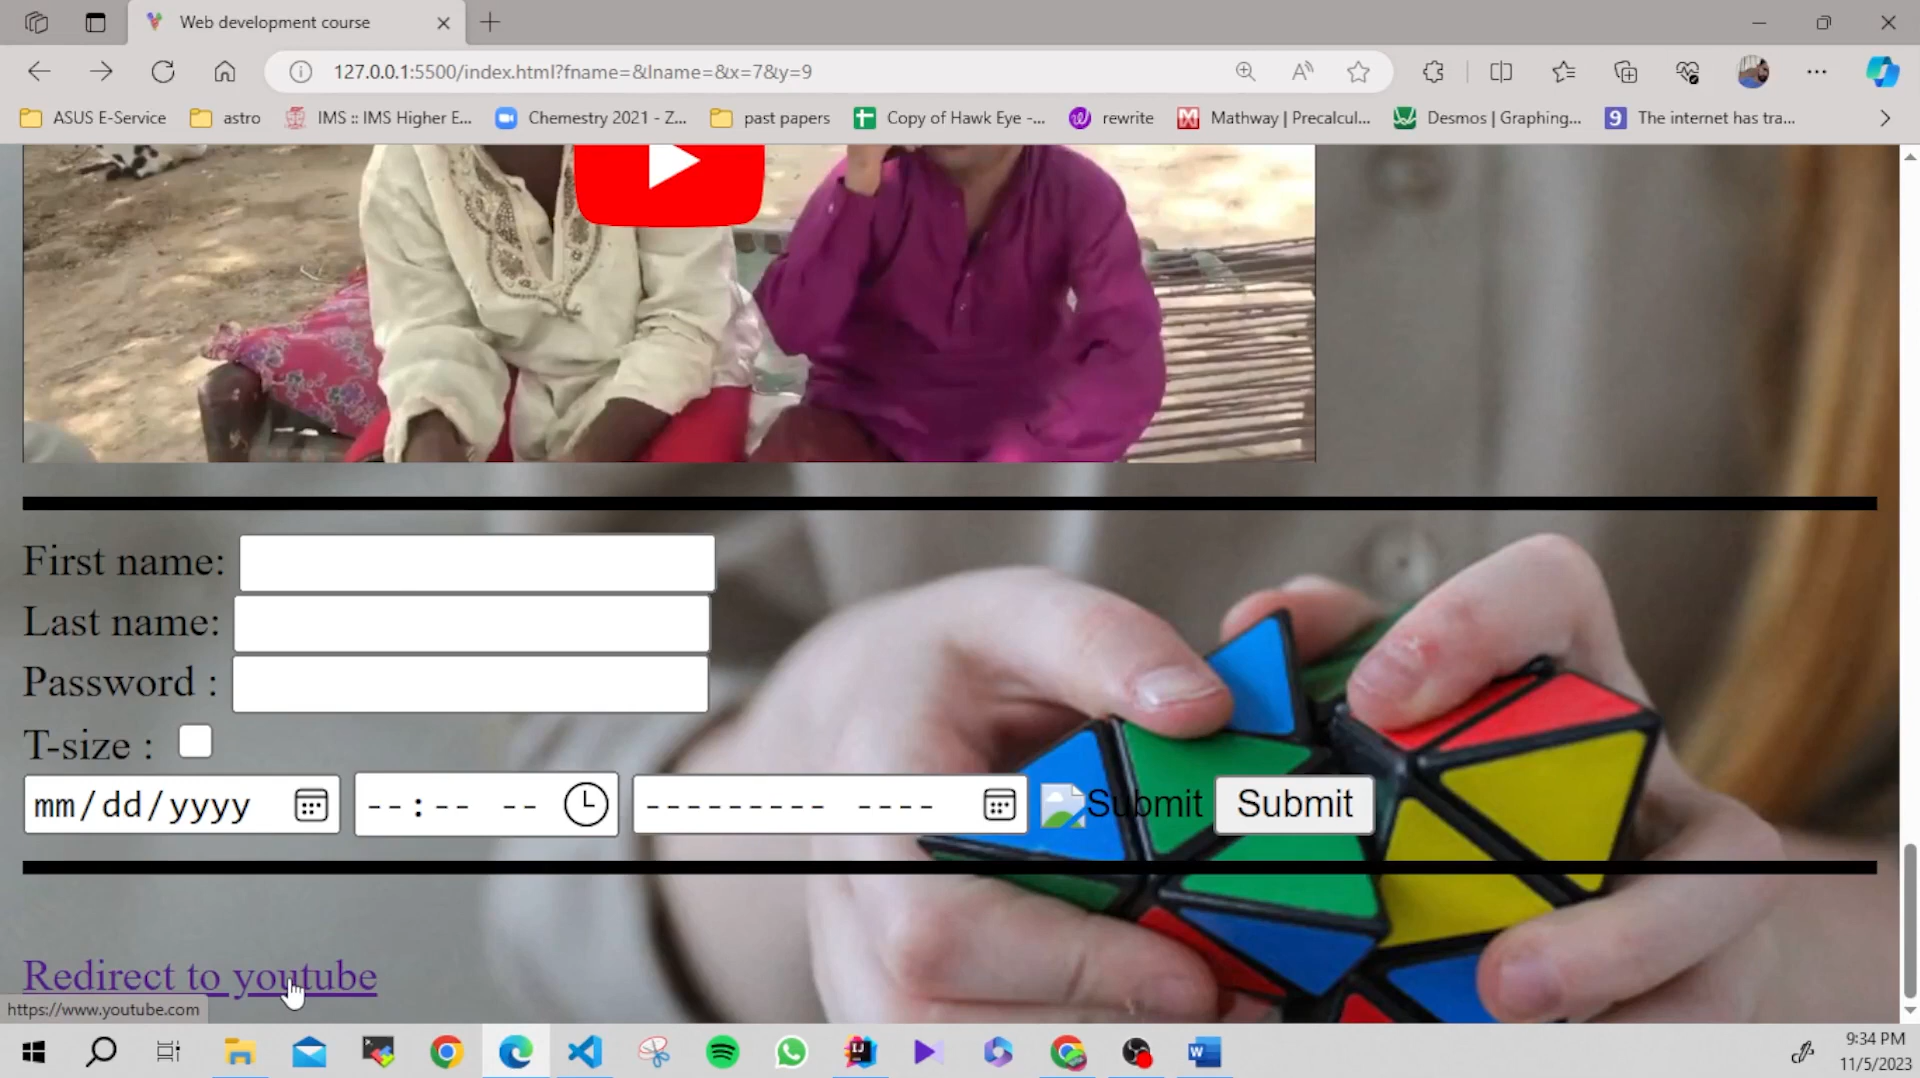 Web development course
127.0.0.1:5500/index.html?fname=&lname=&x=7&y=9
ASUS E-Service astro IMS :: IMS Higher E... Chemestry 2021 - Z... past papers Copy of Hawk Eye -... rewrite Mathway | Precalcul... Desmos | Graphing... 9 The internet has tra...
First name:
Last name:
Password :
T-size :
mm/dd/yyyy --:-- -- --------- ---- Submit Submit
Redirect to youtube
https://www.youtube.com
9:34 PM
11/5/2023